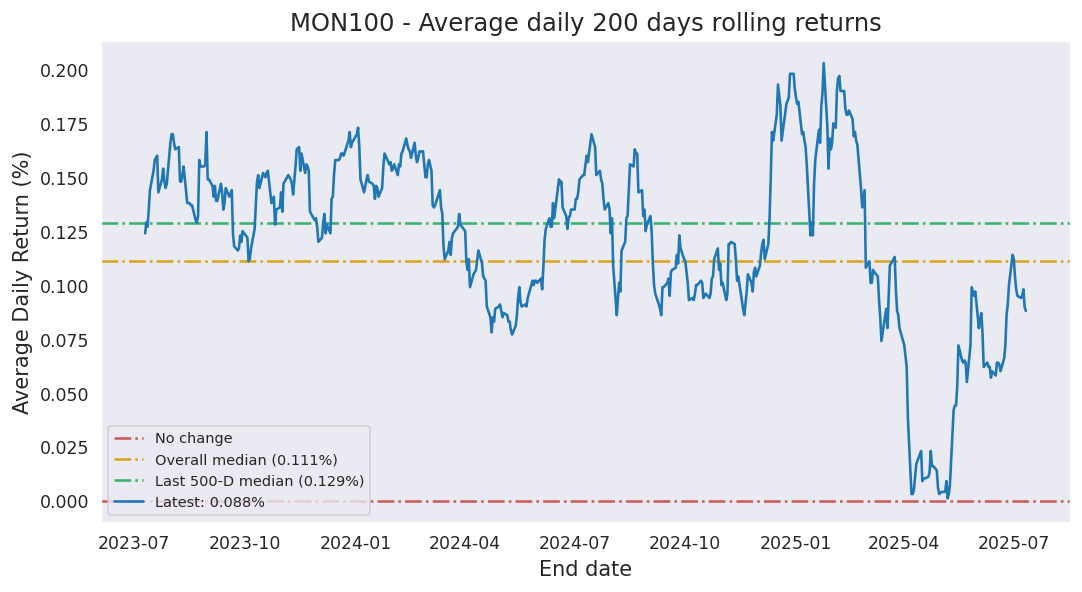 MON100 - Average daily 200 days rolling returns
Average Daily Return (%)
0.200
0.175
0.150
0.125
0.100
0.075
0.050
0.025
0.000
No change
Overall median (0.111%)
Last 500-D median (0.129%)
Latest: 0.088%
2023-07 2023-10 2024-01 2024-04 2024-07 2024-10 2025-01 2025-04 2025-07
End date